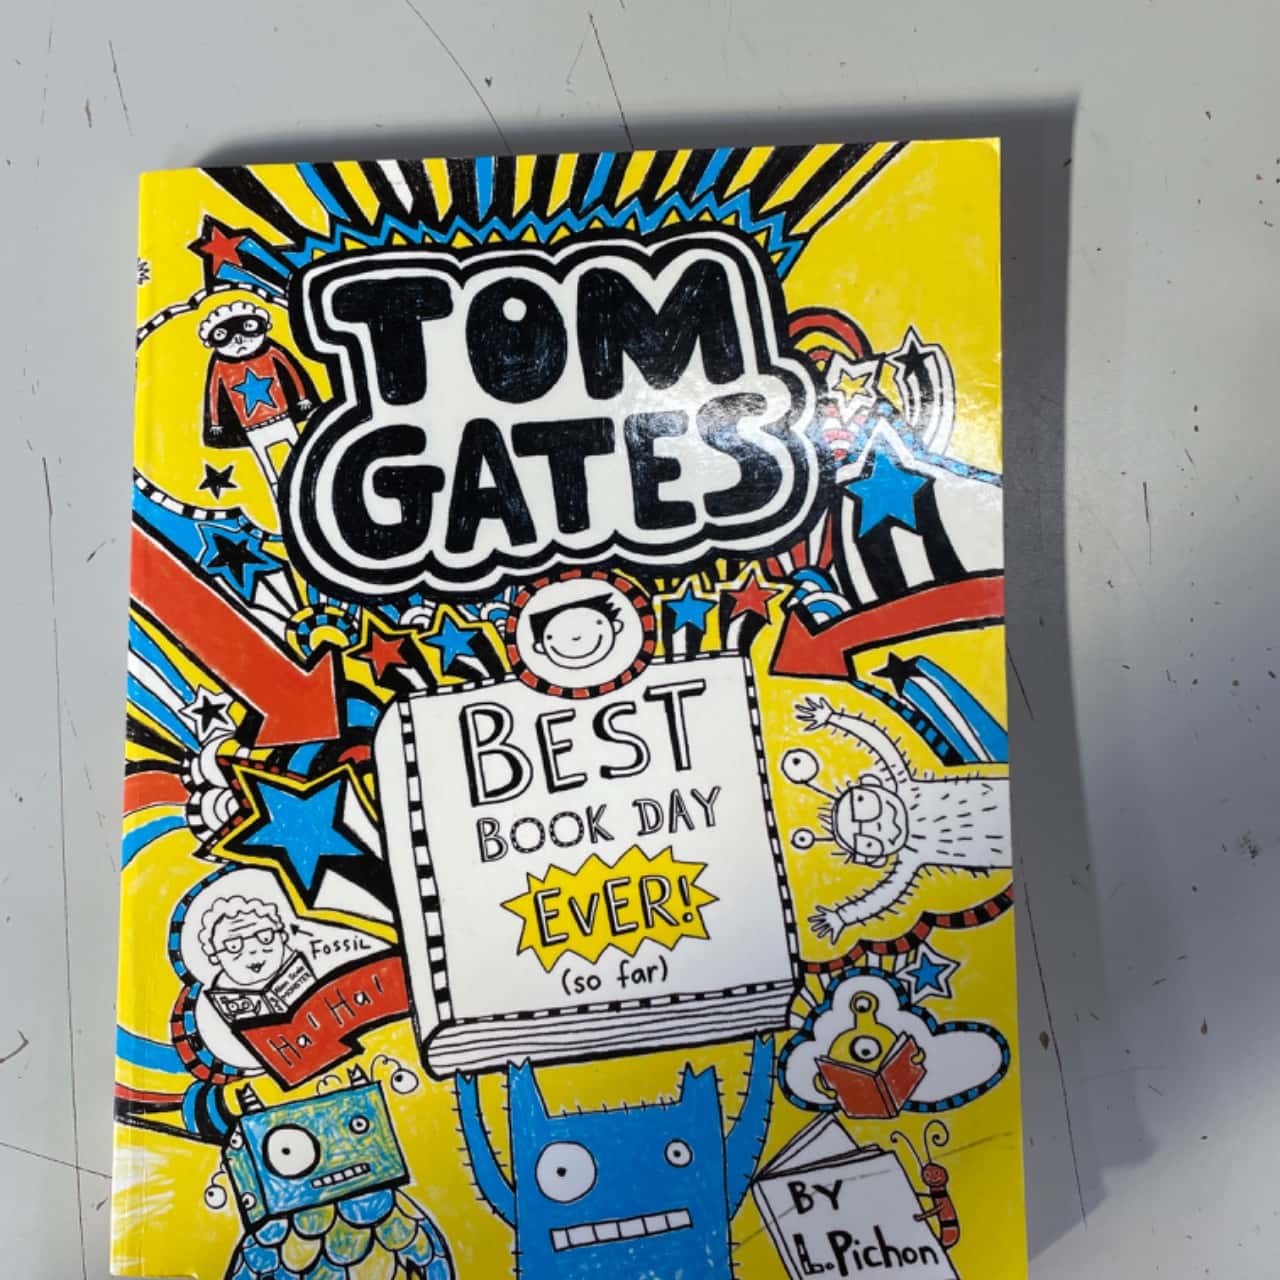 TOM
GATES
BEST
BOOK DAY
EVER!
(so far)
FOSSIL
Ha! Ha!
BY
L. Pichon